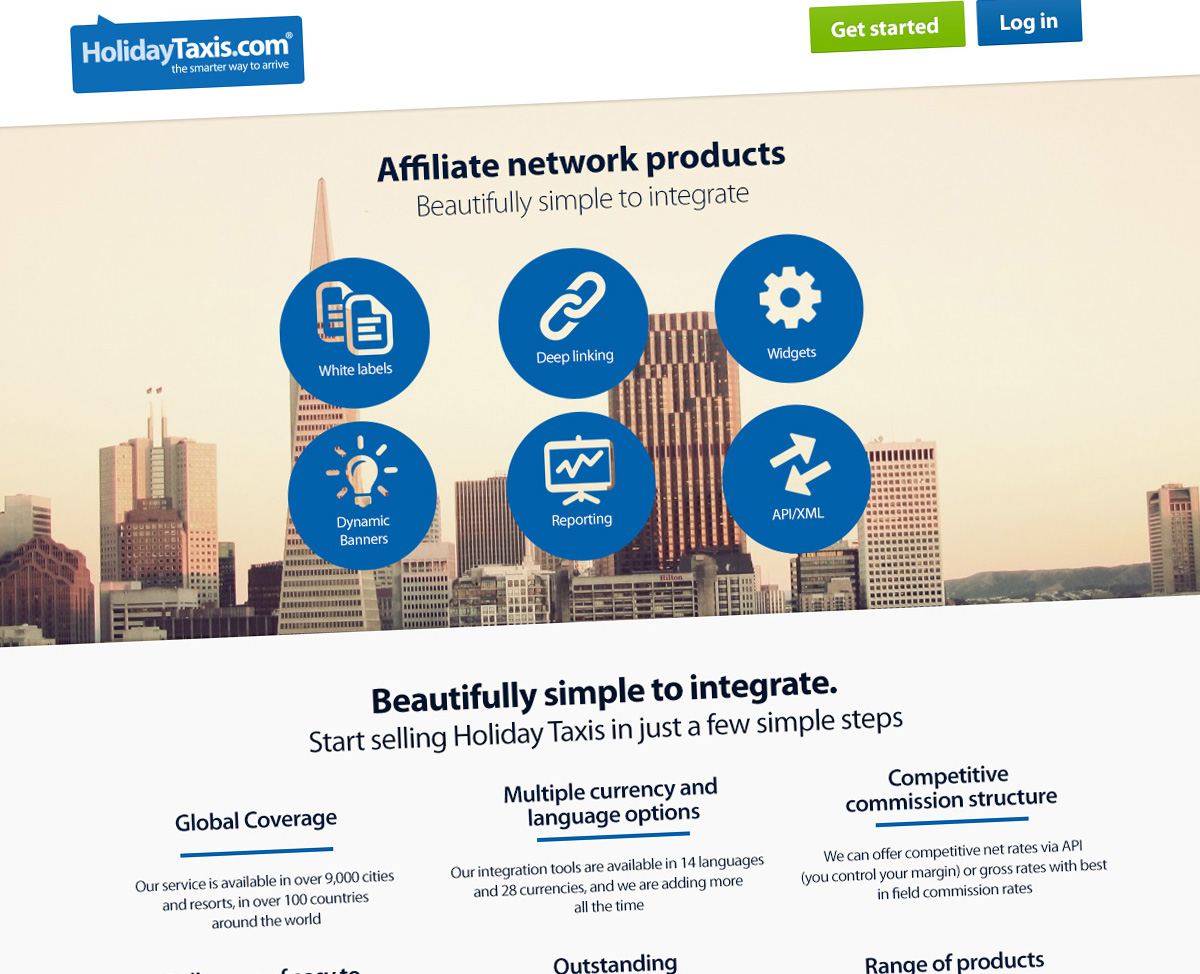 HolidayTaxis.com®
the smarter way to arrive
Get started
Log in
Affiliate network products
Beautifully simple to integrate
White labels
Deep linking
Widgets
Dynamic
Banners
Reporting
API/XML
Hilton
Beautifully simple to integrate.
Start selling Holiday Taxis in just a few simple steps
Global Coverage
Our service is available in over 9,000 cities
and resorts, in over 100 countries
around the world
Multiple currency and
language options
Our integration tools are available in 14 languages
and 28 currencies, and we are adding more
all the time
Competitive
commission structure
We can offer competitive net rates via API
(you control your margin) or gross rates with best
in field commission rates
Outstanding
Range of products